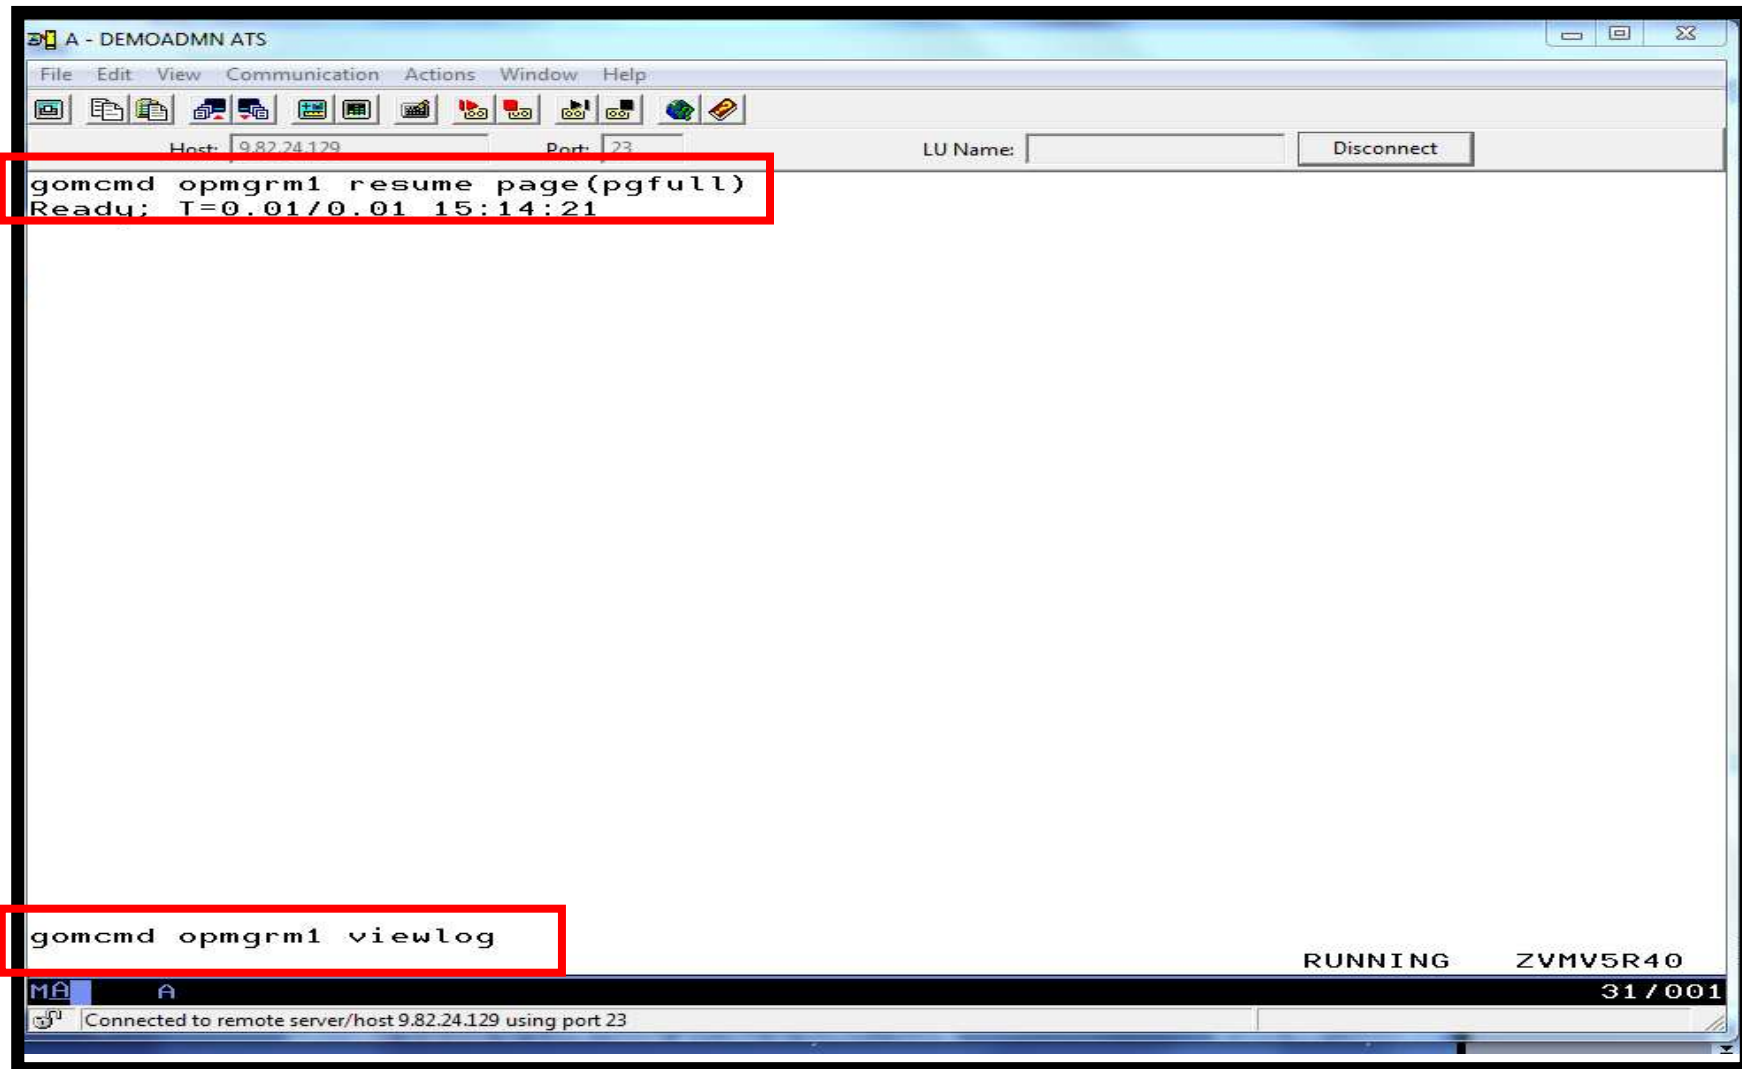 A - DEMOADMN ATS
File Edit View Communication Actions Window Help
Host: 9.82.24.129 Port: 23 LU Name: Disconnect
gomcmd opmgrm1 resume page(pgfull)
Ready; T=0.01/0.01 15:14:21
gomcmd opmgrm1 viewlog
RUNNING ZVMV5R40
MA A 31/001
Connected to remote server/host 9.82.24.129 using port 23